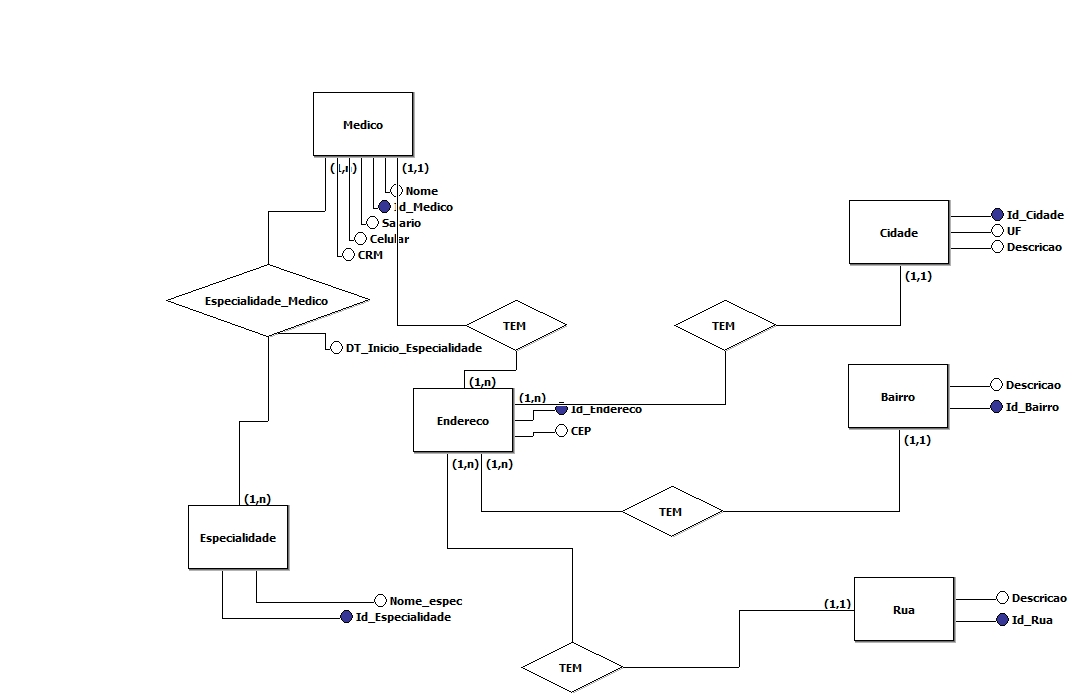 Medico
(1,n)
(1,1)
Nome
Id_Medico
Salario
Celular
CRM
Id_Cidade
UF
Descricao
Cidade
(1,1)
Especialidade_Medico
DT_Inicio_Especialidade
TEM
TEM
(1,n)
(1,n)
Endereco
Id_Endereco
CEP
(1,n)
(1,n)
Descricao
Id_Bairro
Bairro
(1,1)
TEM
(1,n)
Especialidade
Nome_espec
Id_Especialidade
(1,1)
Rua
Descricao
Id_Rua
TEM